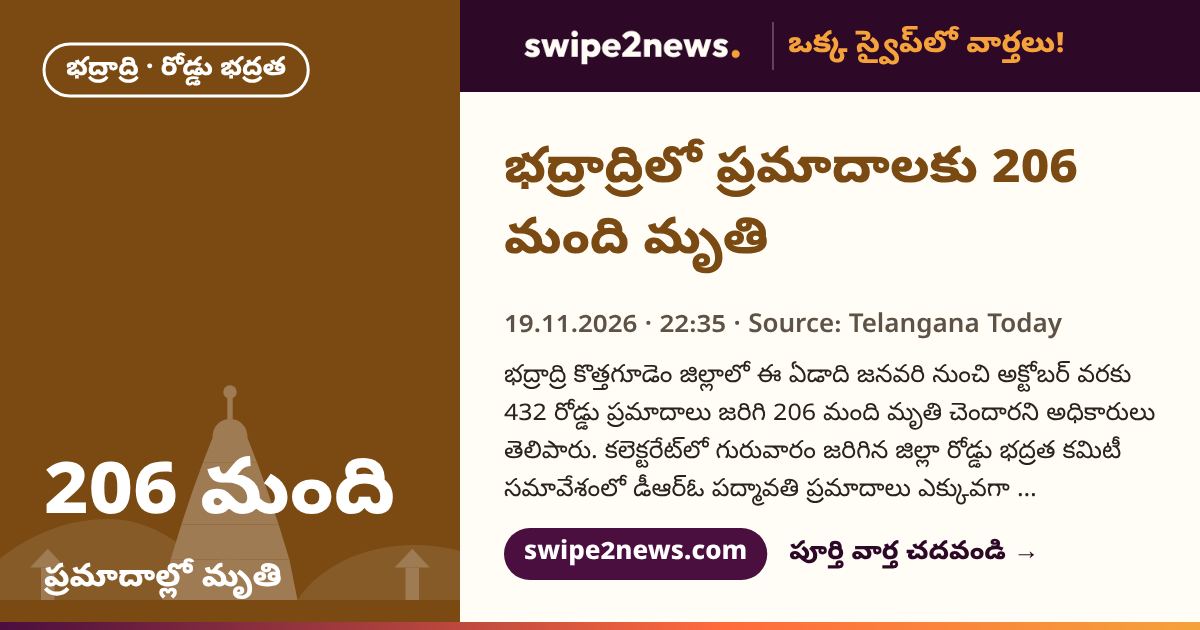 భద్రాద్రి · రోడ్డు భద్రత
206 మంది
ప్రమాదాల్లో మృతి
swipe2news.
ఒక్క స్వైప్‌లో వార్తలు!
భద్రాద్రిలో ప్రమాదాలకు 206
మంది మృతి
19.11.2026 · 22:35 · Source: Telangana Today
భద్రాద్రి కొత్తగూడెం జిల్లాలో ఈ ఏడాది జనవరి నుంచి అక్టోబర్ వరకు
432 రోడ్డు ప్రమాదాలు జరిగి 206 మంది మృతి చెందారని అధికారులు
తెలిపారు. కలెక్టరేట్‌లో గురువారం జరిగిన జిల్లా రోడ్డు భద్రత కమిటీ
సమావేశంలో డీఆర్ఓ పద్మావతి ప్రమాదాలు ఎక్కువగా ...
swipe2news.com
పూర్తి వార్త చదవండి →